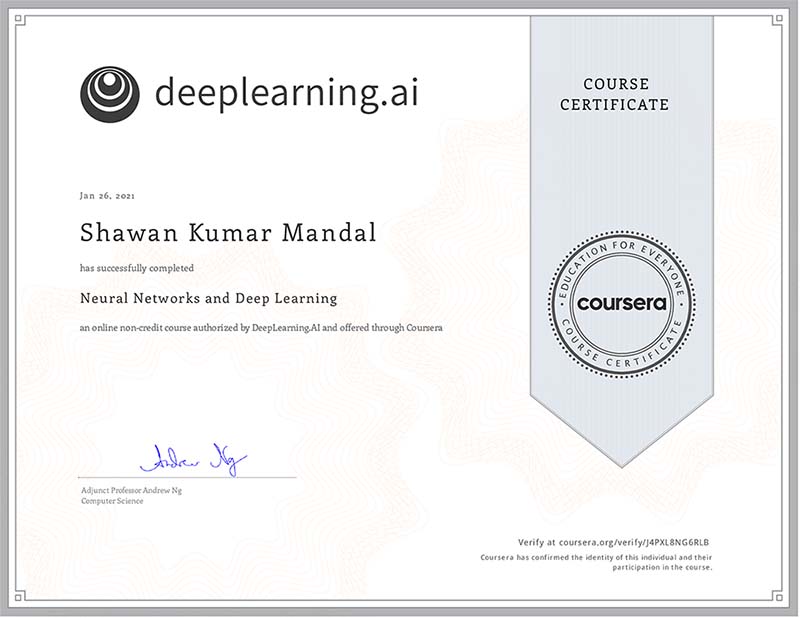 deeplearning.ai
COURSE
CERTIFICATE
Jan 26, 2021
Shawan Kumar Mandal
has successfully completed
Neural Networks and Deep Learning
an online non-credit course authorized by DeepLearning.AI and offered through Coursera
EDUCATION FOR EVERYONE
coursera
COURSE CERTIFICATE
Andrew Ng
Adjunct Professor Andrew Ng
Computer Science
Verify at coursera.org/verify/J4PXL8NG6RLB
Coursera has confirmed the identity of this individual and their
participation in the course.